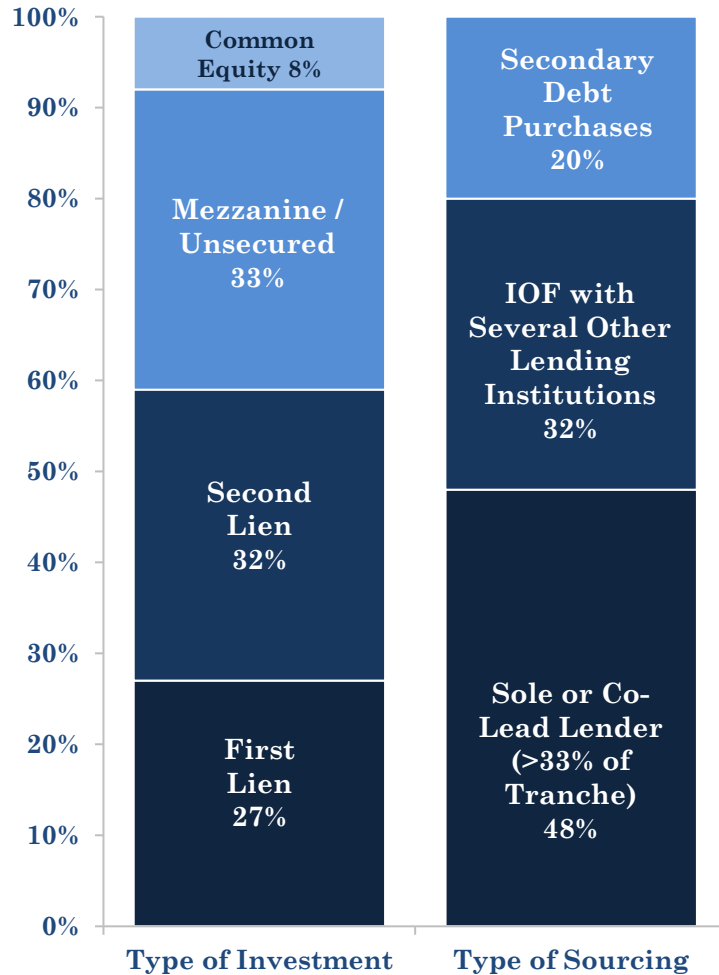 100%
90%
80%
70%
60%
50%
40%
30%
20%
10%
0%
Common
Equity 8%
Mezzanine /
Unsecured
33%
Second
Lien
32%
First
Lien
27%
Type of Investment
Secondary
Debt
Purchases
20%
IOF with
Several Other
Lending
Institutions
32%
Sole or Co-
Lead Lender
(>33% of
Tranche)
48%
Type of Sourcing